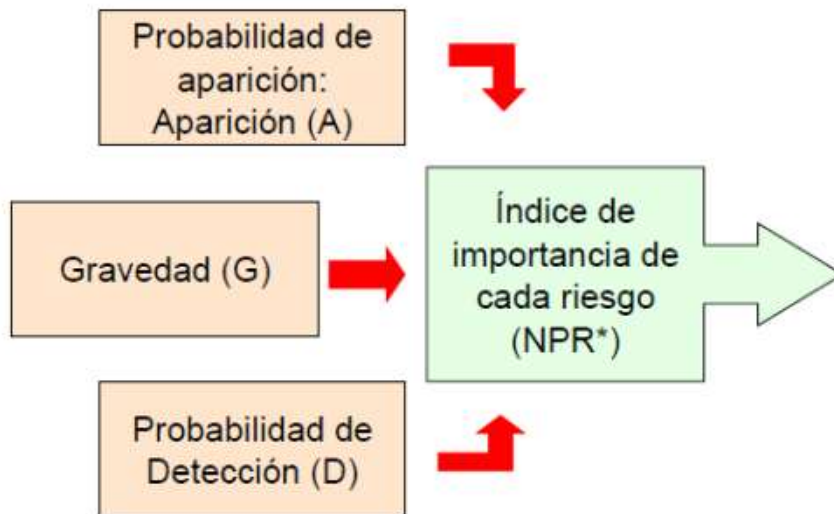 Probabilidad de
aparición:
Aparición (A)
Gravedad (G)
Índice de
importancia de
cada riesgo
(NPR*)
Probabilidad de
Detección (D)